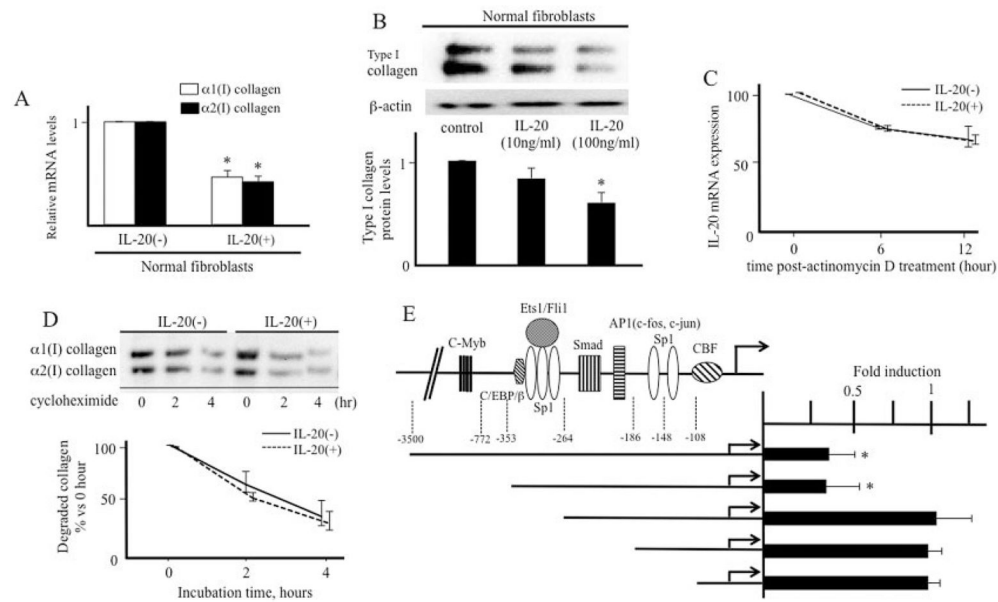 A
α1(I) collagen
α2(I) collagen
Relative mRNA levels
1
IL-20(-)
IL-20(+)
Normal fibroblasts
*
*
B
Normal fibroblasts
Type I
collagen
β-actin
control
IL-20
(10ng/ml)
IL-20
(100ng/ml)
Type I collagen
protein levels
1
0
*
C
IL-20(-)
IL-20(+)
IL-20 mRNA expression
100
50
0
0
6
12
time post-actinomycin D treatment (hour)
D
IL-20(-)
IL-20(+)
α1(I) collagen
α2(I) collagen
cycloheximide
0
2
4
0
2
4
(hr)
IL-20(-)
IL-20(+)
Degraded collagen
% vs 0 hour
100
50
0
0
2
4
Incubation time, hours
E
Ets1/Fli1
C-Myb
Smad
AP1(c-fos, c-jun)
Sp1
CBF
C/EBP/β
Sp1
-3500
-772
-353
-264
-186
-148
-108
Fold induction
0.5
1
*
*